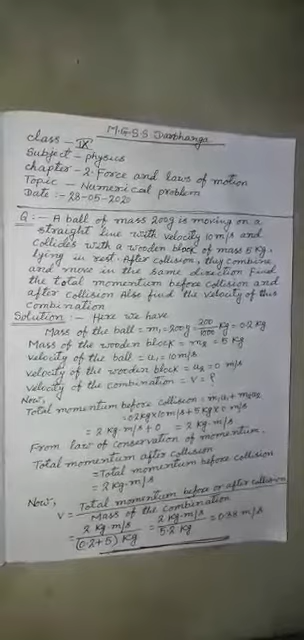 M.G.S.S Darbhanga
Class - IX
Subject - physics
chapter - 2. Force and laws of motion
Topic - Numerical problem
Date :- 28-05-2020
Q :- A ball of mass 200g is moving on a
straight line with velocity 10 m/s and
collides with a wooden block of mass 5 kg
lying in rest. After collision, they combine
and move in the same direction Find
the total momentum before collision and
after collision Also find the velocity of this
combination
Solution :- Here we have
Mass of the ball = m₁ = 200g = 200/1000 kg = 0.2 kg
Mass of the wooden block = m₂ = 5 kg
velocity of the ball = u₁ = 10 m/s
velocity of the wooden block = u₂ = 0 m/s
Velocity of the combination = v = ?
Now,
Total momentum before collision = m₁u₁ + m₂u₂
= 0.2 kg x 10 m/s + 5 kg x 0 m/s
= 2 kg.m/s + 0 = 2 kg.m/s
From law of conservation of momentum.
Total momentum after collision
= Total momentum before collision
= 2 kg.m/s
Now,
v = Total momentum before or after collision / Mass of the combination
= 2 kg.m/s / (0.2+5) kg = 2 kg.m/s / 5.2 kg = 0.38 m/s